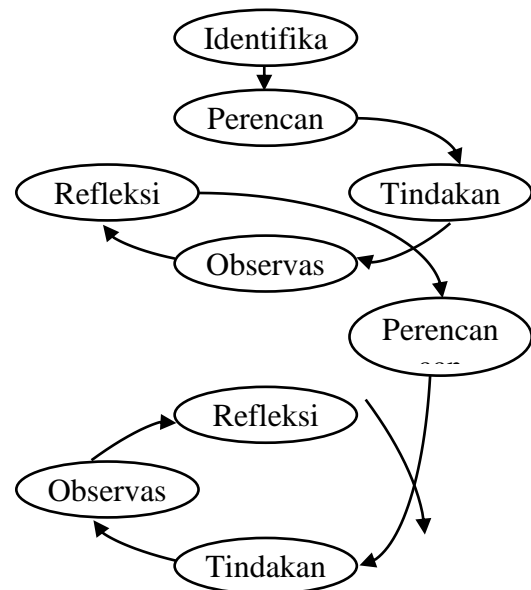 Identifika
Perencan
Refleksi
Tindakan
Observas
Perencan
Refleksi
Observas
Tindakan